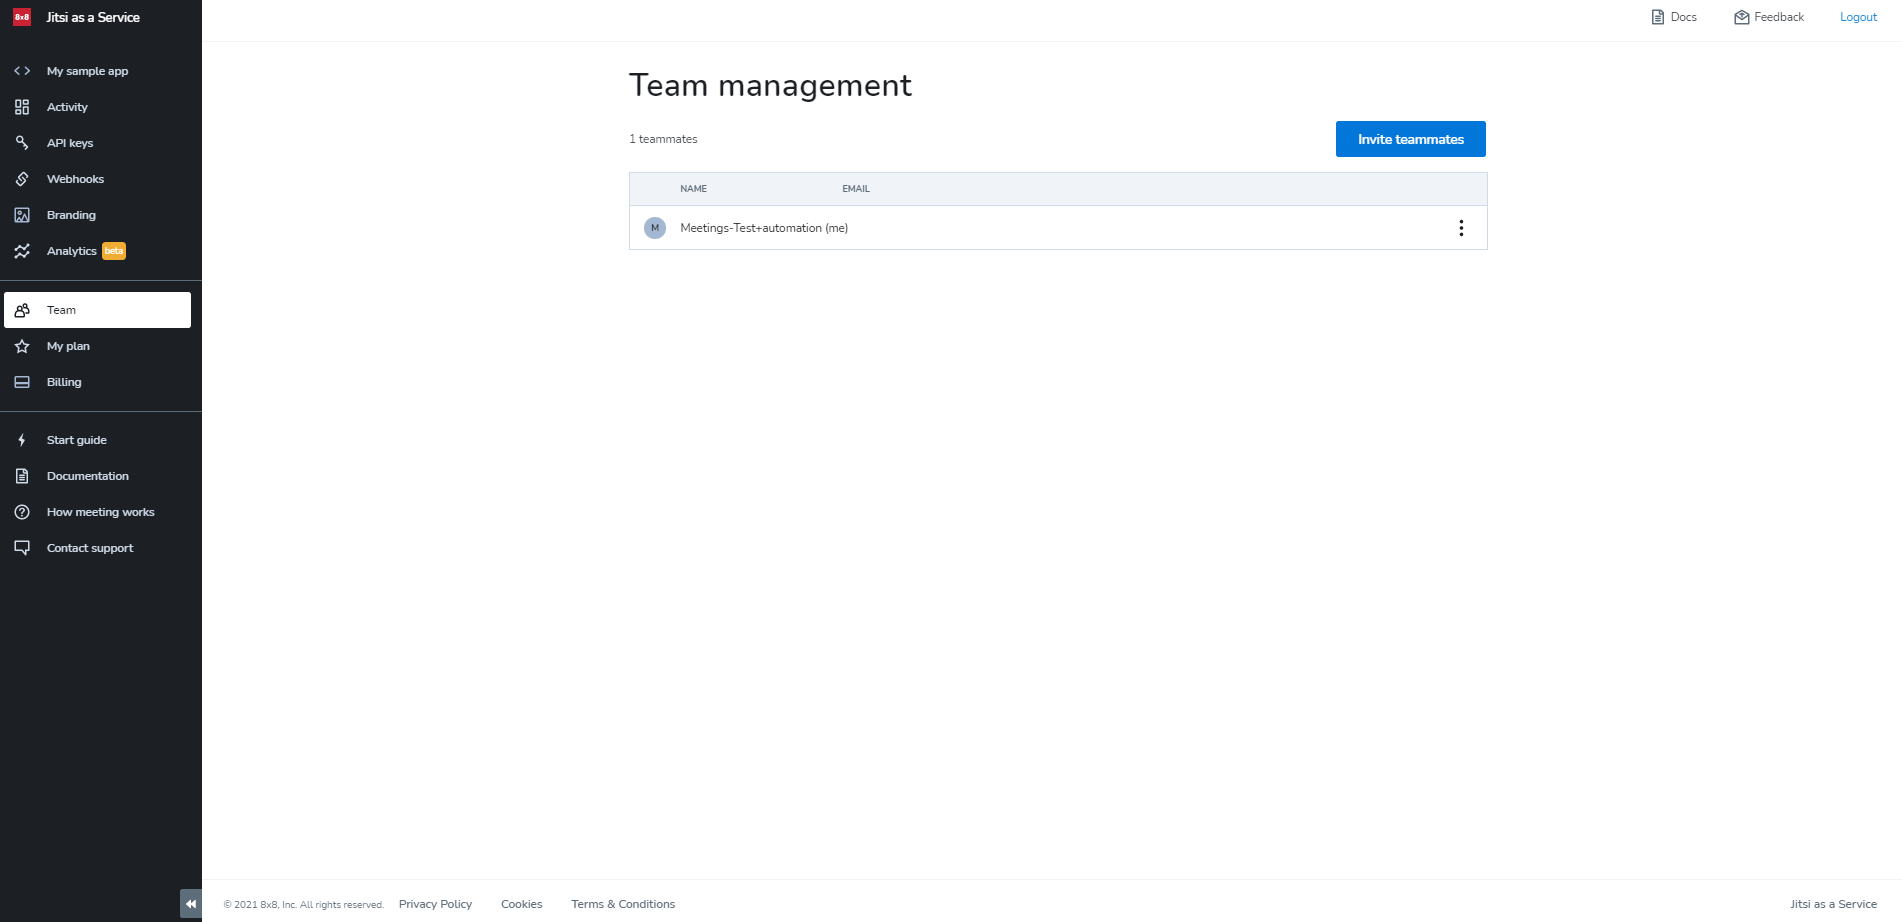 8x8 Jitsi as a Service
My sample app
Activity
API keys
Webhooks
Branding
Analytics beta
Team
My plan
Billing
Start guide
Documentation
How meeting works
Contact support
Docs Feedback Logout
Team management
1 teammates Invite teammates
NAME EMAIL
M Meetings-Test+automation (me)
© 2021 8x8, Inc. All rights reserved. Privacy Policy Cookies Terms & Conditions Jitsi as a Service